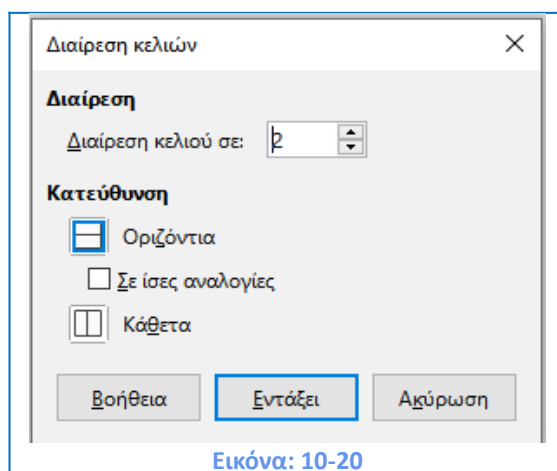 Διαίρεση κελιών
Διαίρεση
Διαίρεση κελιού σε: 2
Κατεύθυνση
Οριζόντια
Σε ίσες αναλογίες
Κάθετα
Βοήθεια Εντάξει Ακύρωση
Εικόνα: 10-20